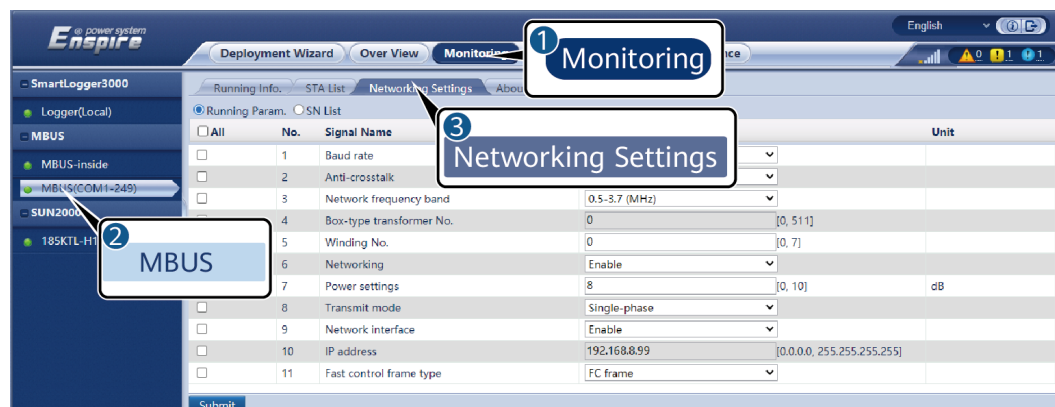 power system
Enspire
English
Deployment Wizard Over View Monitoring
1
Monitoring
0 1 1
SmartLogger3000
Logger(Local)
MBUS
MBUS-inside
MBUS(COM1-249)
SUN2000
185KTL-H1
2
MBUS
Running Info. STA List Networking Settings Abou
Running Param. SN List
3
Networking Settings
All No. Signal Name Unit
1 Baud rate
2 Anti-crosstalk
3 Network frequency band 0.5-3.7 (MHz)
4 Box-type transformer No. 0 [0, 511]
5 Winding No. 0 [0, 7]
6 Networking Enable
7 Power settings 8 [0, 10] dB
8 Transmit mode Single-phase
9 Network interface Enable
10 IP address 192.168.8.99 [0.0.0.0, 255.255.255.255]
11 Fast control frame type FC frame
Submit